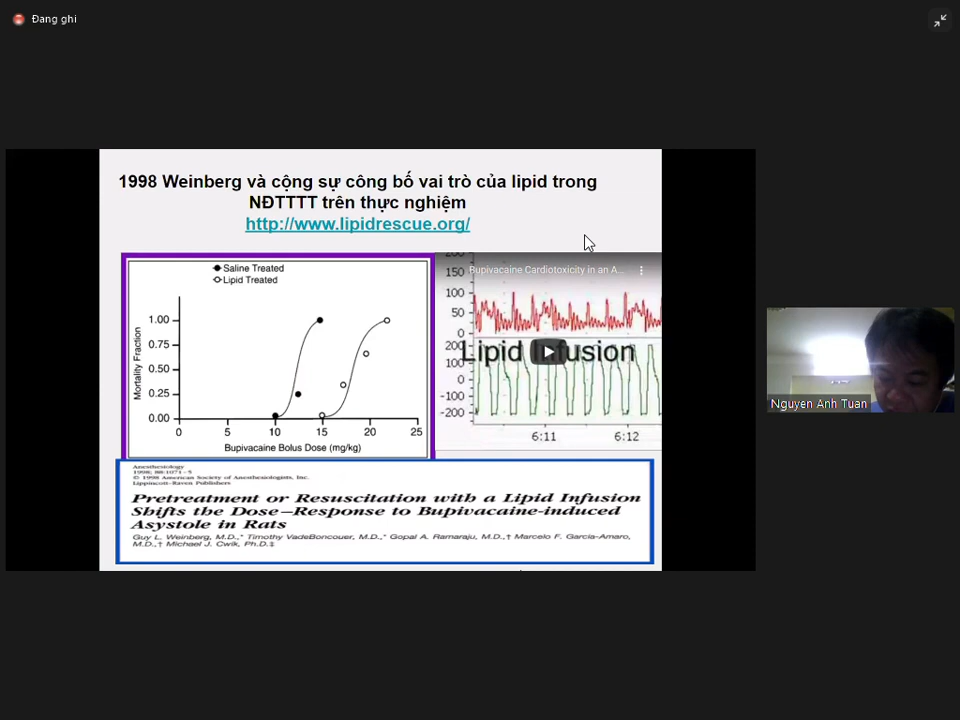 Đang ghi
1998 Weinberg và cộng sự công bố vai trò của lipid trong
NĐTTTT trên thực nghiệm
http://www.lipidrescue.org/
Saline Treated
Lipid Treated
Mortality Fraction
1.00
0.75
0.50
0.25
0.00
0 5 10 15 20 25
Bupivacaine Bolus Dose (mg/kg)
200
Bupivacaine Cardiotoxicity in an A...
150
100
50
0
200
Lipid Infusion
100
0
-100
-200
6:11 6:12
Anesthesiology
1998; 88:1071-5
© 1998 American Society of Anesthesiologists, Inc.
Lippincott-Raven Publishers
Pretreatment or Resuscitation with a Lipid Infusion
Shifts the Dose-Response to Bupivacaine-induced
Asystole in Rats
Guy L. Weinberg, M.D.,* Timothy VadeBoncouer, M.D.,* Gopal A. Ramaraju, M.D.,† Marcelo F. Garcia-Amaro,
M.D.,† Michael J. Cwik, Ph.D.‡
Nguyen Anh Tuan